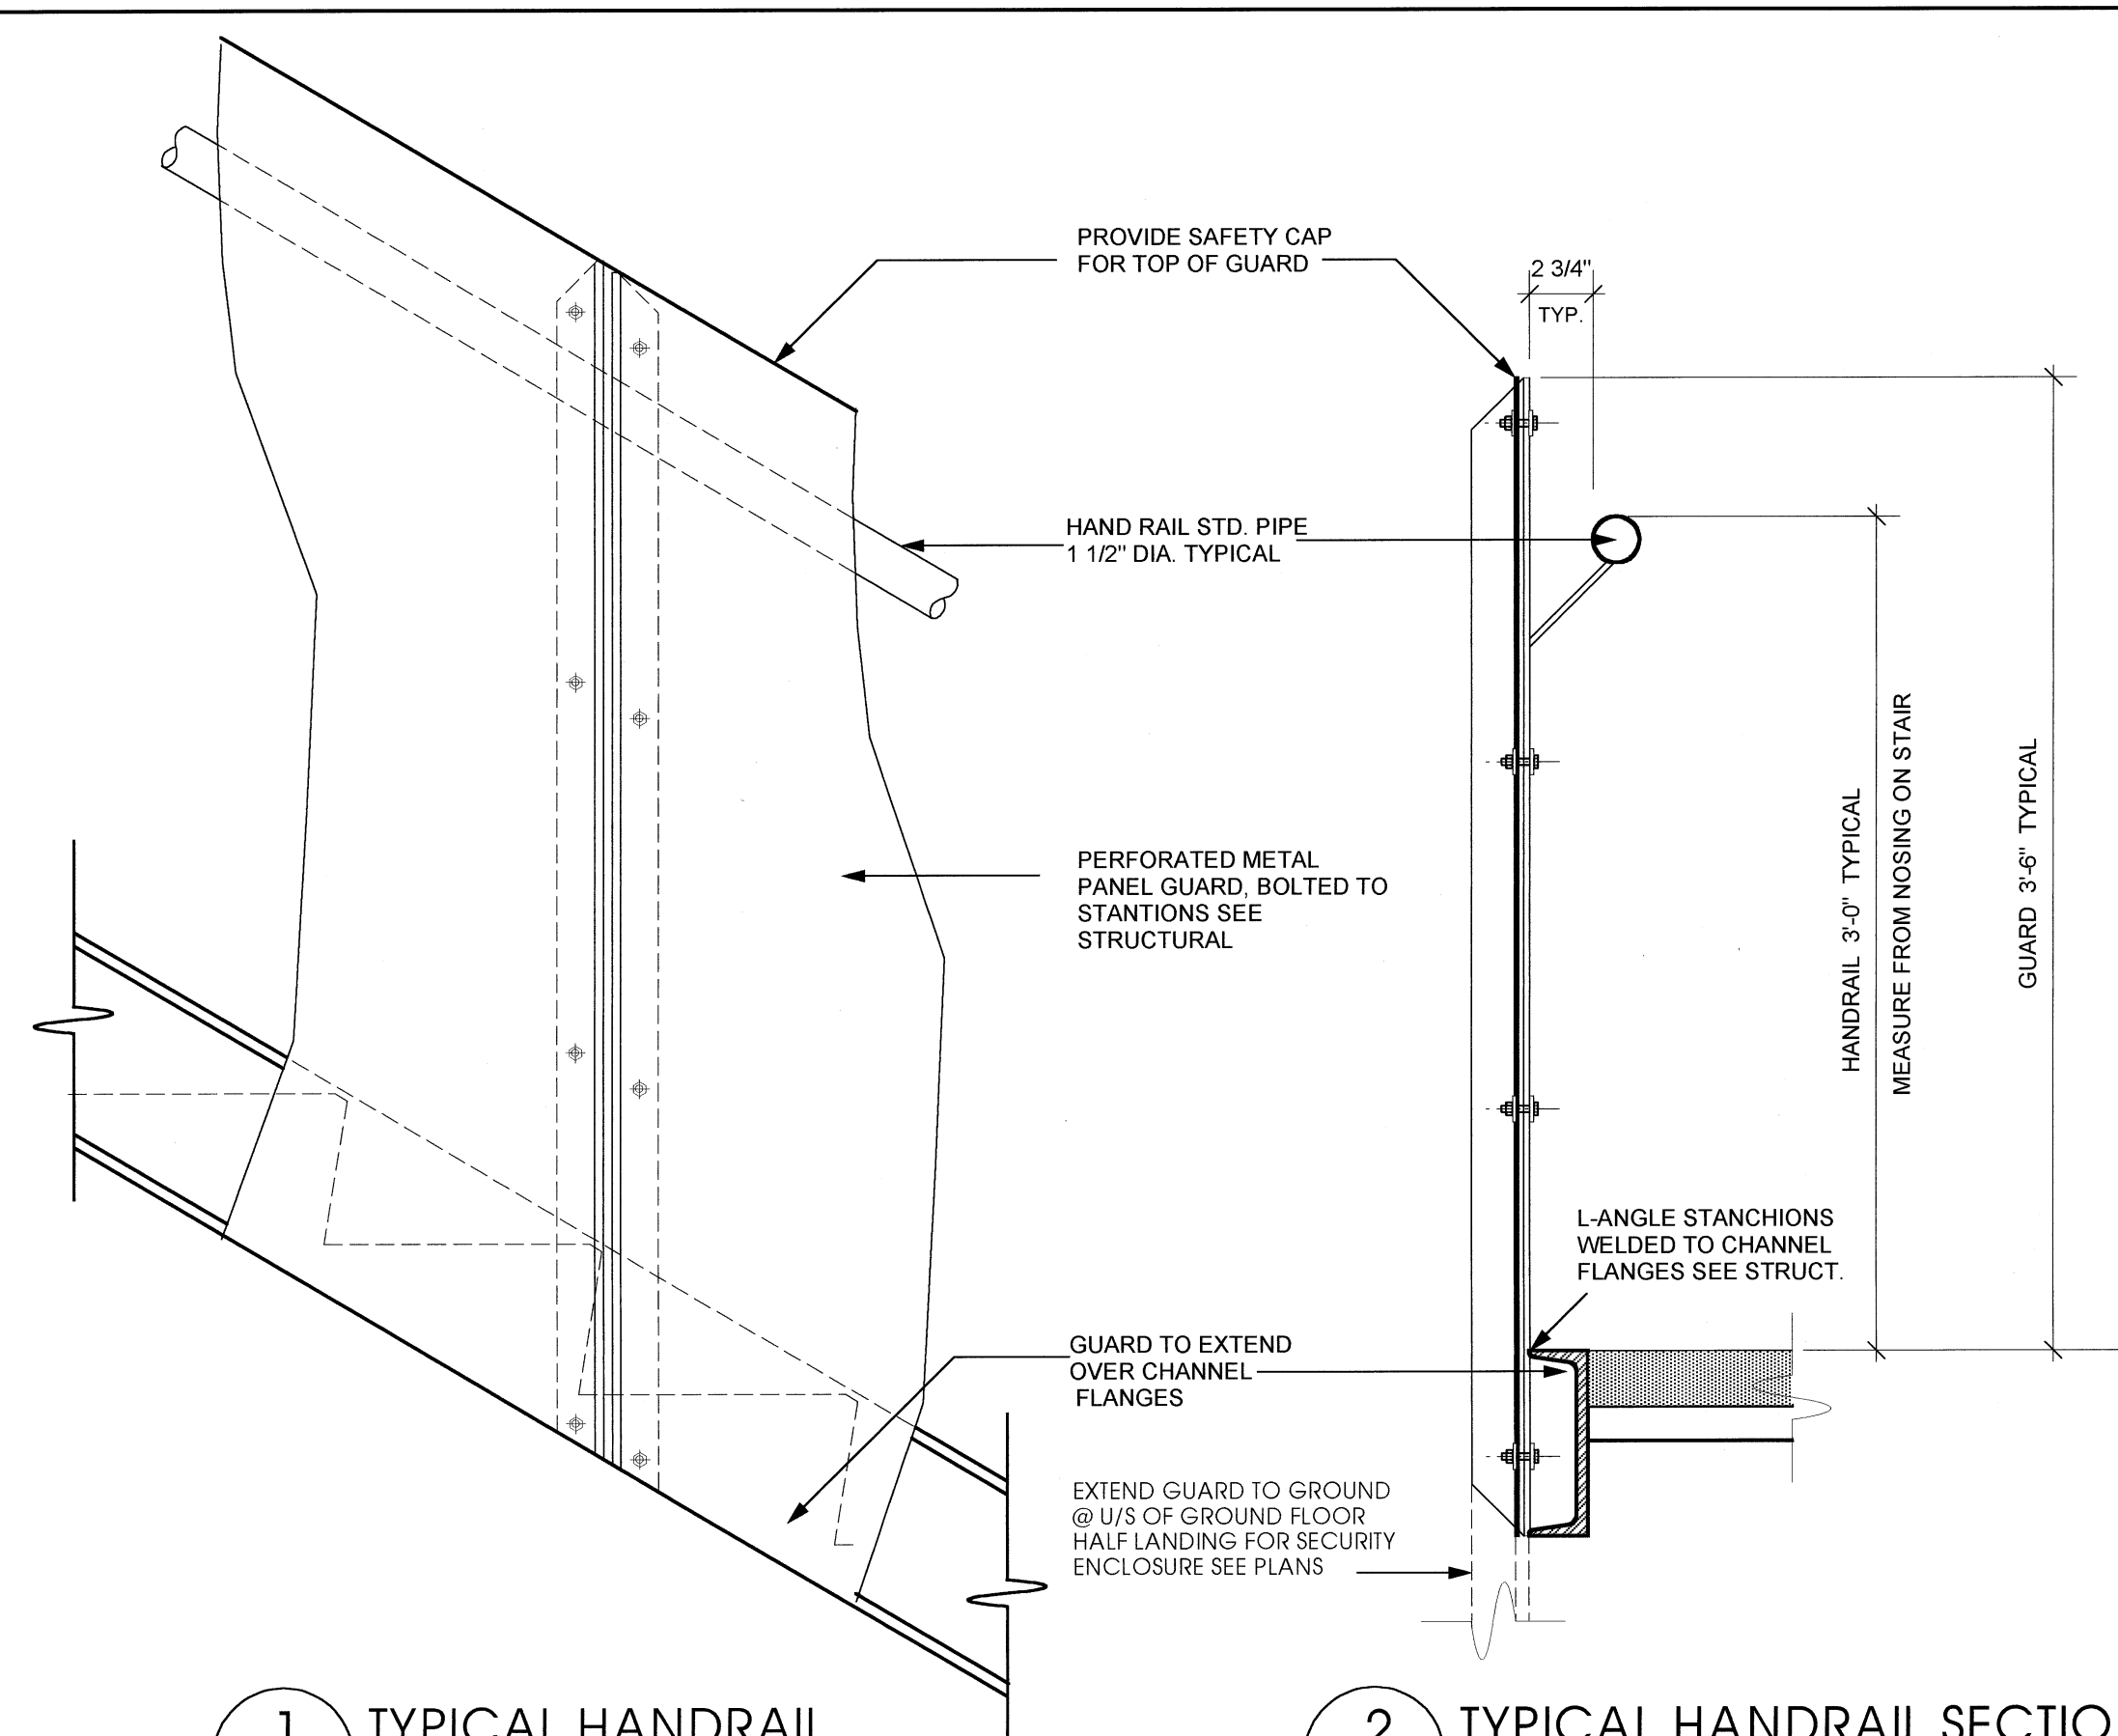 PROVIDE SAFETY CAP
FOR TOP OF GUARD
2 3/4"
TYP.
HAND RAIL STD. PIPE
1 1/2" DIA. TYPICAL
PERFORATED METAL
PANEL GUARD, BOLTED TO
STANTIONS SEE
STRUCTURAL
HANDRAIL 3'-0" TYPICAL
MEASURE FROM NOSING ON STAIR
GUARD 3'-6" TYPICAL
L-ANGLE STANCHIONS
WELDED TO CHANNEL
FLANGES SEE STRUCT.
GUARD TO EXTEND
OVER CHANNEL
FLANGES
EXTEND GUARD TO GROUND
@ U/S OF GROUND FLOOR
HALF LANDING FOR SECURITY
ENCLOSURE SEE PLANS
1 TYPICAL HANDRAIL
2 TYPICAL HANDRAIL SECTIO